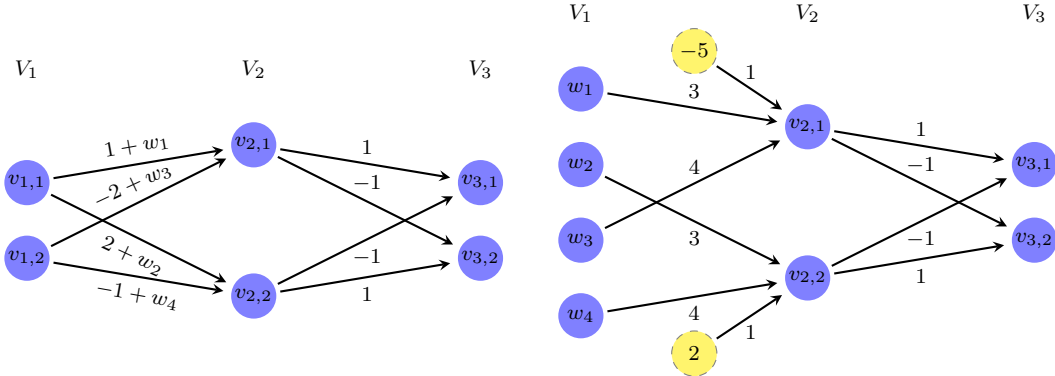 V₁ V₂ V₃
v₁,₁
v₁,₂
v₂,₁
v₂,₂
v₃,₁
v₃,₂
1 + w₁
−2 + w₃
2 + w₂
−1 + w₄
1
−1
−1
1
V₁ V₂ V₃
w₁
w₂
w₃
w₄
−5
2
v₂,₁
v₂,₂
v₃,₁
v₃,₂
1
3
4
3
4
1
1
−1
−1
1